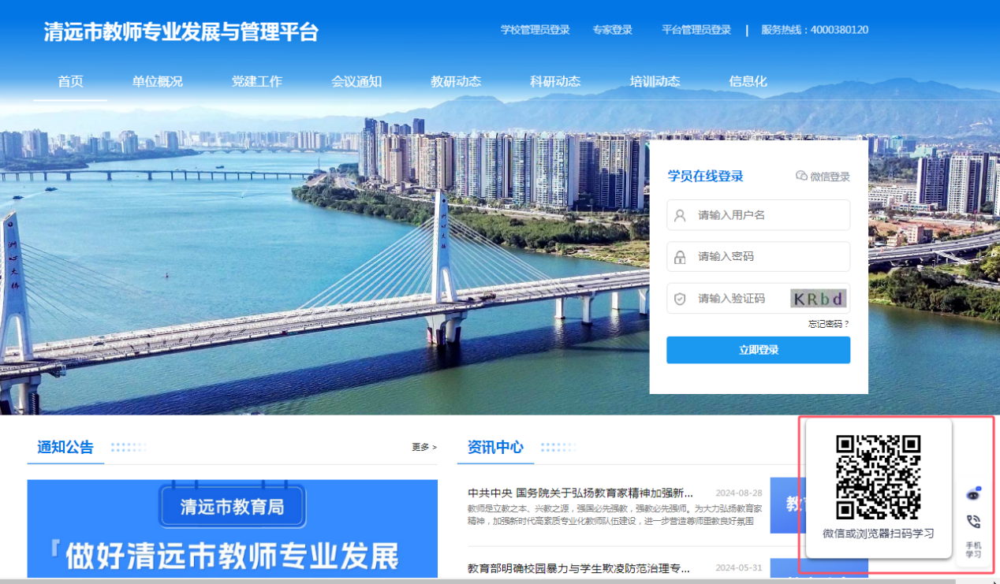 清远市教师专业发展与管理平台
学校管理员登录 专家登录 平台管理员登录 | 服务热线：4000380120
首页 单位概况 党建工作 会议通知 教研动态 科研动态 培训动态 信息化
洲心大桥
洲心大桥
学员在线登录 微信登录
请输入用户名
请输入密码
请输入验证码 KRbd
忘记密码？
立即登录
通知公告 更多 >
清远市教育局
「做好清远市教师专业发展
资讯中心
中共中央 国务院关于弘扬教育家精神加强新... 2024-08-28
教师是立教之本、兴教之源，强国必先强教，强教必先强师。为大力弘扬教育家
精神，加强新时代高素质专业化教师队伍建设，进一步营造尊师重教良好氛围
教育部明确校园暴力与学生欺凌防范治理专... 2024-05-31
微信或浏览器扫码学习
手机
学习